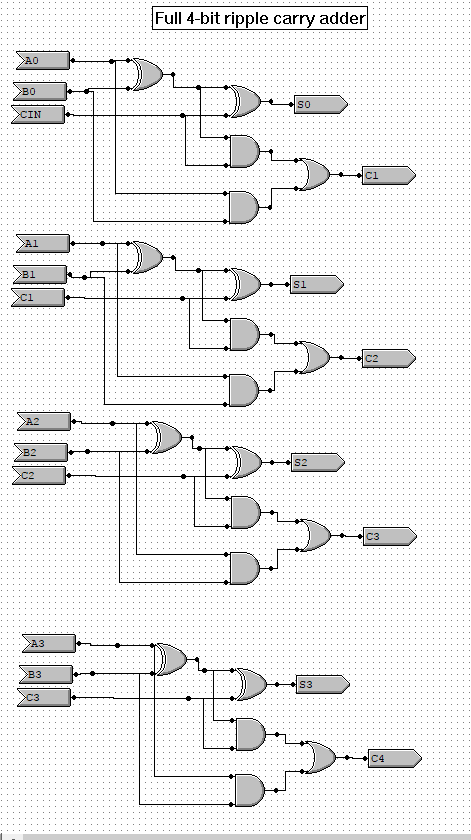 Full 4-bit ripple carry adder
A0
B0
CIN
S0
C1
A1
B1
C1
S1
C2
A2
B2
C2
S2
C3
A3
B3
C3
S3
C4